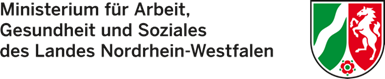 Ministerium für Arbeit,
Gesundheit und Soziales
des Landes Nordrhein-Westfalen